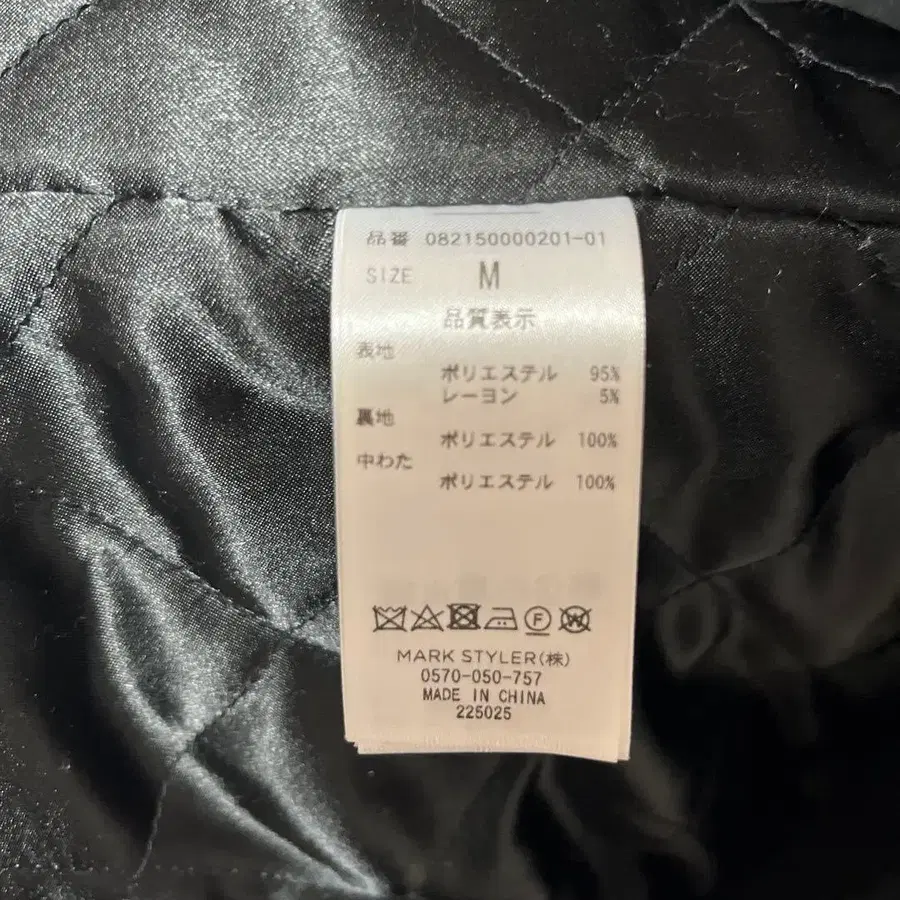 品番 082150000201-01
SIZE M
品質表示
表地
ポリエステル 95%
レーヨン 5%
裏地
ポリエステル 100%
中わた
ポリエステル 100%
MARK STYLER(株)
0570-050-757
MADE IN CHINA
225025